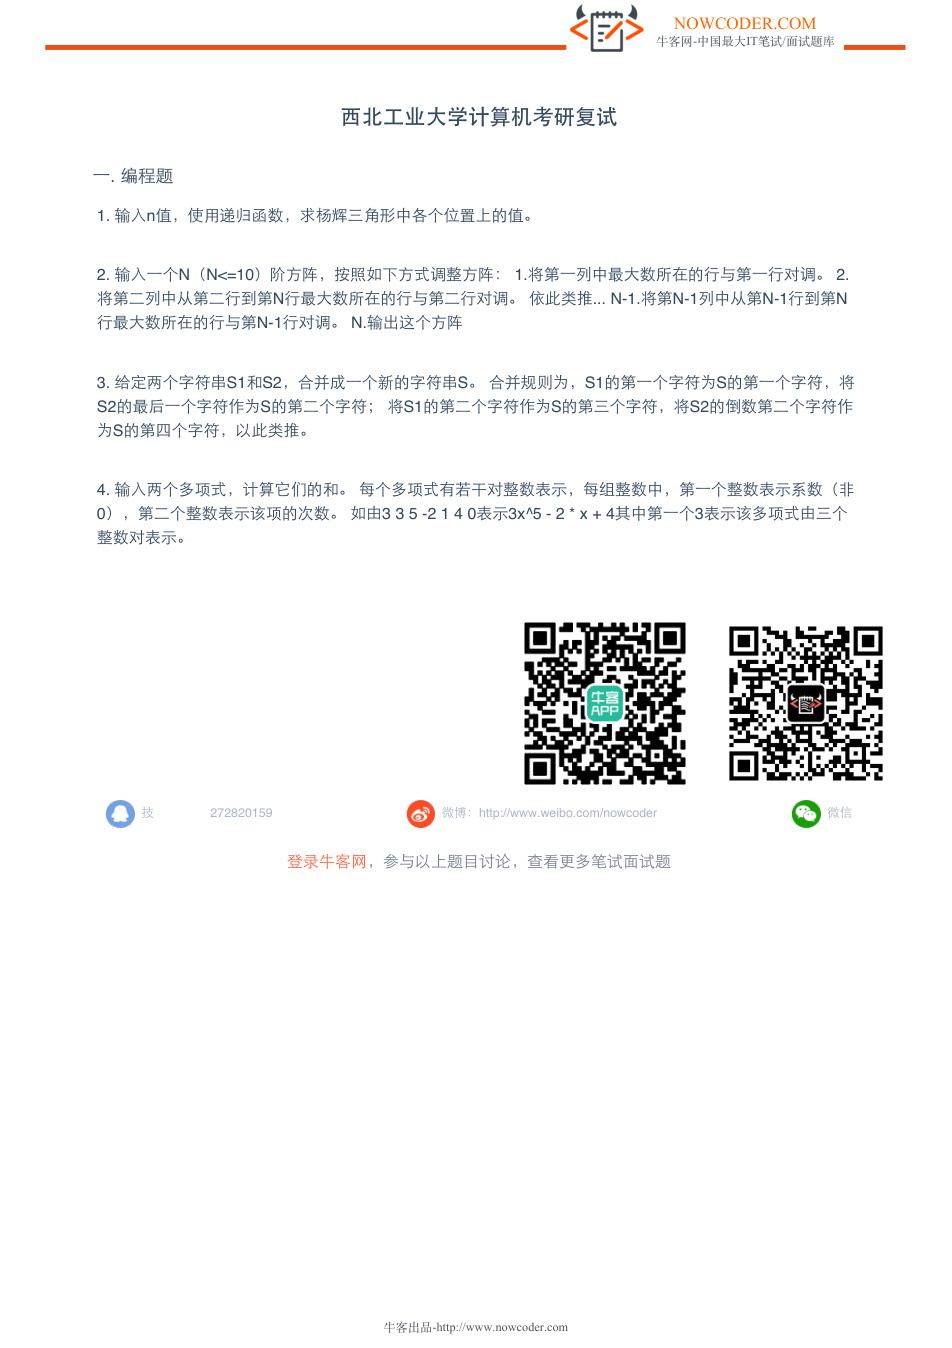 NOWCODER.COM
牛客网-中国最大IT笔试/面试题库
西北工业大学计算机考研复试
一. 编程题
1. 输入n值，使用递归函数，求杨辉三角形中各个位置上的值。
2. 输入一个N（N<=10）阶方阵，按照如下方式调整方阵： 1.将第一列中最大数所在的行与第一行对调。 2.
将第二列中从第二行到第N行最大数所在的行与第二行对调。 依此类推... N-1.将第N-1列中从第N-1行到第N
行最大数所在的行与第N-1行对调。 N.输出这个方阵
3. 给定两个字符串S1和S2，合并成一个新的字符串S。 合并规则为，S1的第一个字符为S的第一个字符，将
S2的最后一个字符作为S的第二个字符； 将S1的第二个字符作为S的第三个字符，将S2的倒数第二个字符作
为S的第四个字符，以此类推。
4. 输入两个多项式，计算它们的和。 每个多项式有若干对整数表示，每组整数中，第一个整数表示系数（非
0），第二个整数表示该项的次数。 如由3 3 5 -2 1 4 0表示3x^5 - 2 * x + 4其中第一个3表示该多项式由三个
整数对表示。
牛客
APP
技 272820159
微博：http://www.weibo.com/nowcoder
微信
登录牛客网，参与以上题目讨论，查看更多笔试面试题
牛客出品-http://www.nowcoder.com